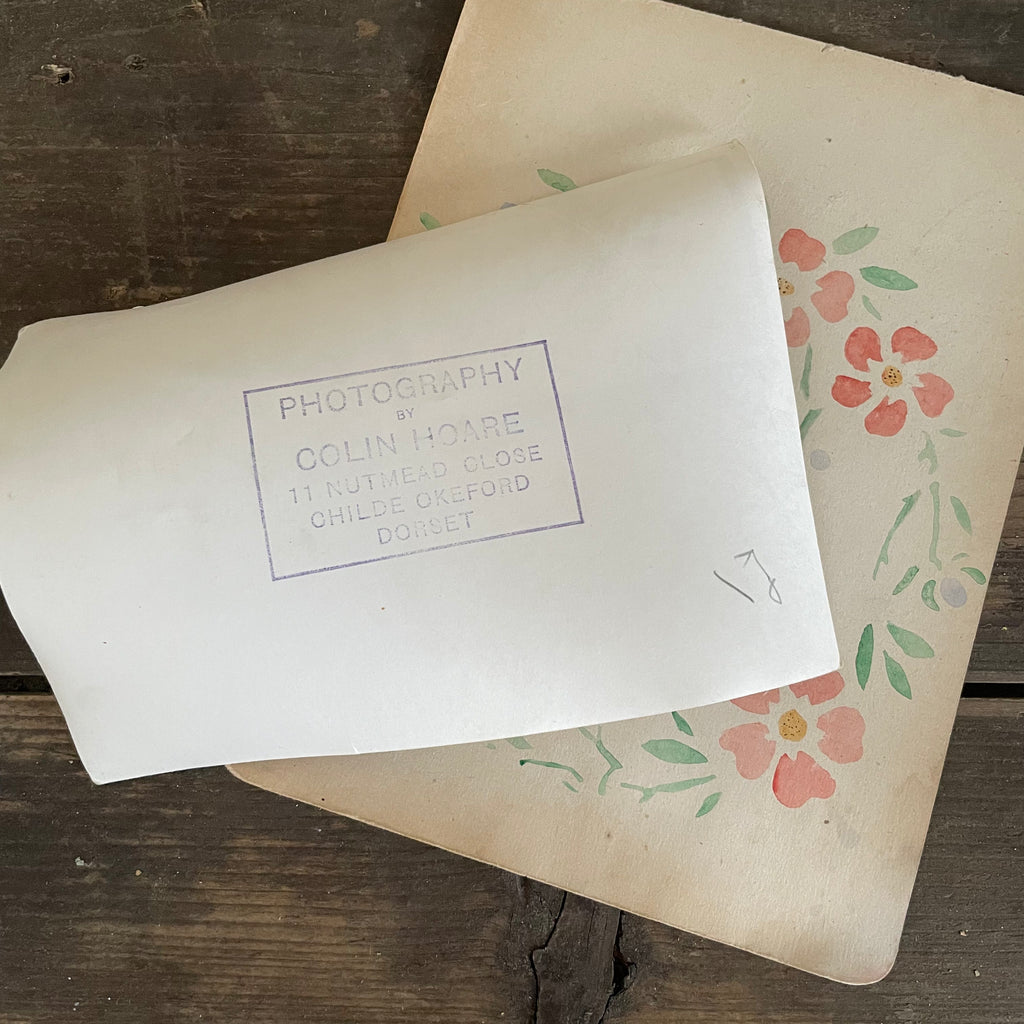 PHOTOGRAPHY
BY
COLIN HOARE
11 NUTMEAD CLOSE
CHILDE OKEFORD
DORSET